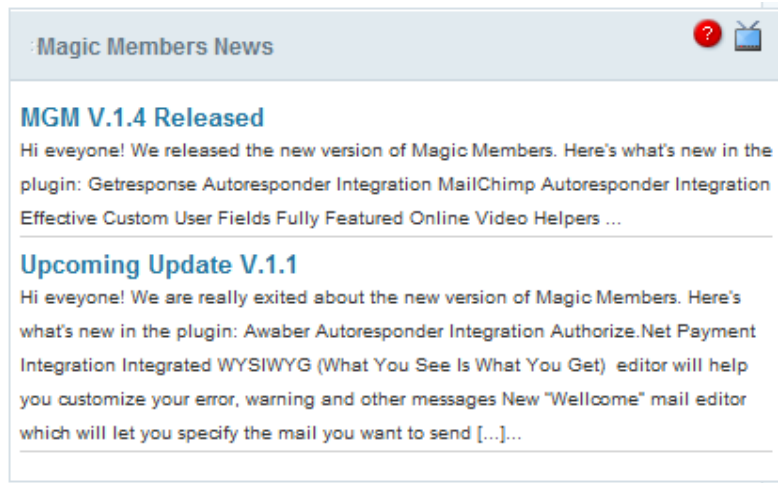 Magic Members News
?
MGM V.1.4 Released
Hi eveyone! We released the new version of Magic Members. Here's what's new in the
plugin: Getresponse Autoresponder Integration MailChimp Autoresponder Integration
Effective Custom User Fields Fully Featured Online Video Helpers ...
Upcoming Update V.1.1
Hi eveyone! We are really exited about the new version of Magic Members. Here's
what's new in the plugin: Awaber Autoresponder Integration Authorize.Net Payment
Integration Integrated WYSIWYG (What You See Is What You Get)  editor will help
you customize your error, warning and other messages New "Wellcome" mail editor
which will let you specify the mail you want to send [...]...